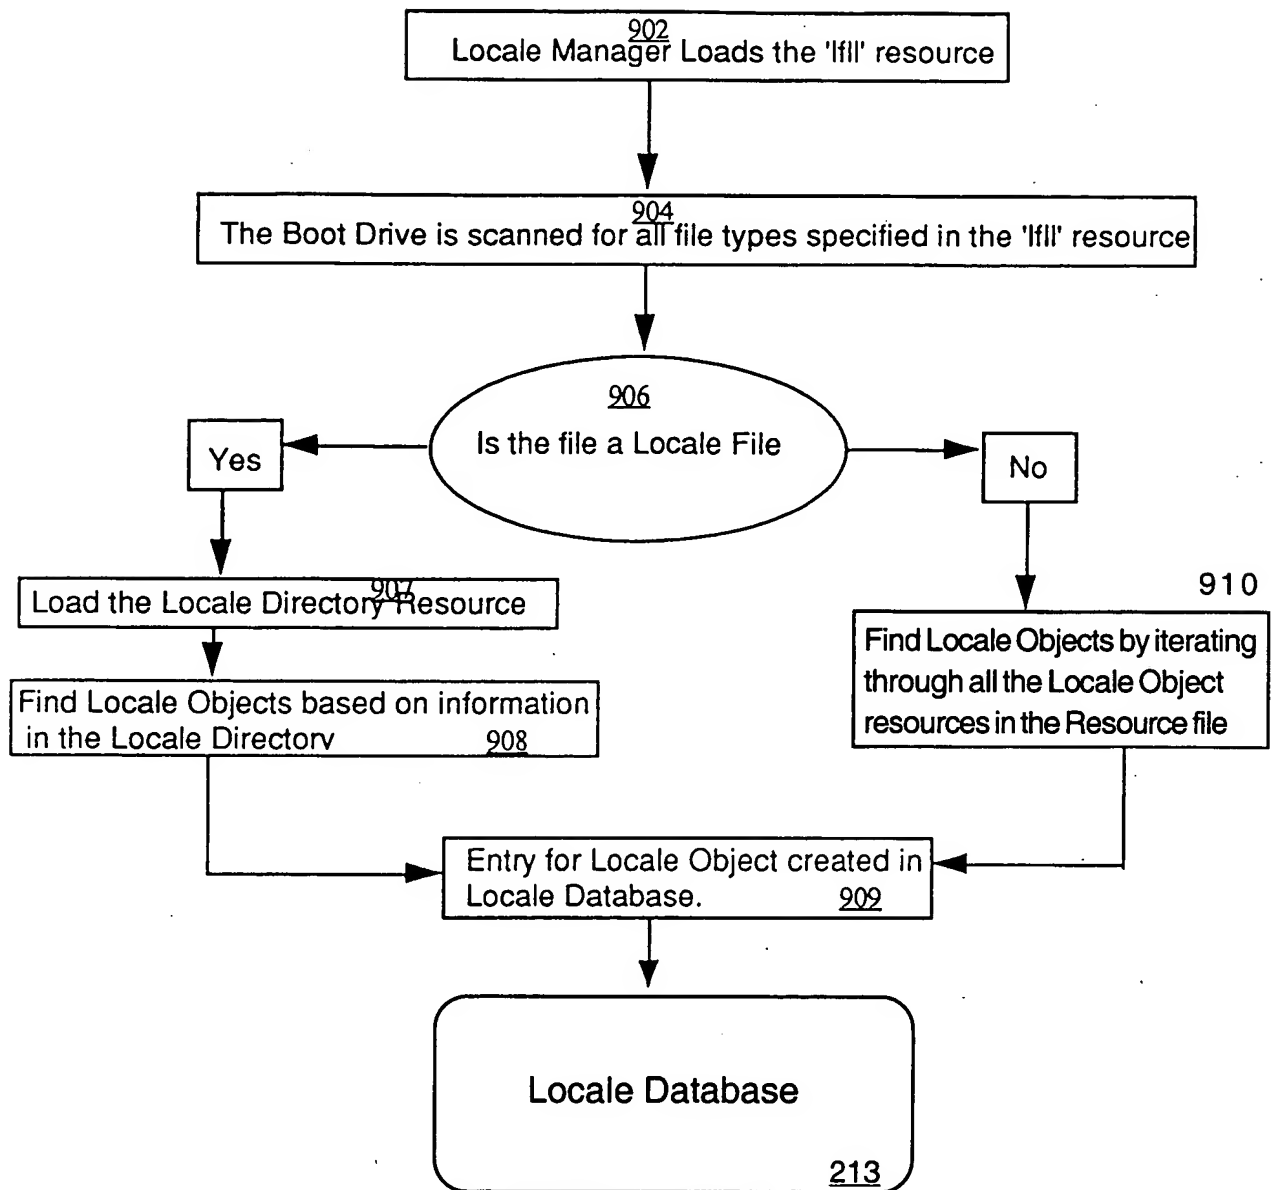 902
Locale Manager Loads the 'lfll' resource
904
The Boot Drive is scanned for all file types specified in the 'lfll' resource
906
Is the file a Locale File
Yes
No
907
Load the Locale Directory Resource
910
Find Locale Objects by iterating
through all the Locale Object
resources in the Resource file
Find Locale Objects based on information
in the Locale Directory
908
Entry for Locale Object created in
Locale Database.
909
Locale Database
213